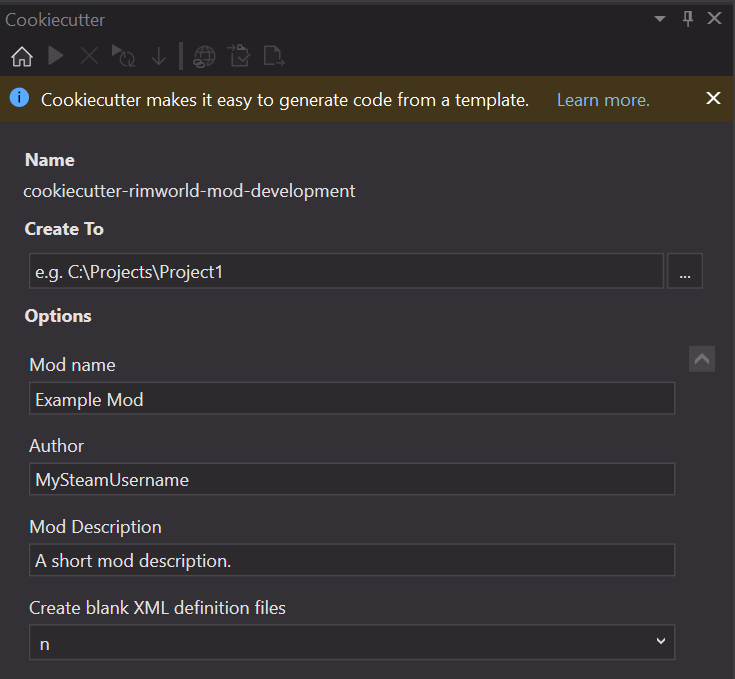 Cookiecutter
Cookiecutter makes it easy to generate code from a template. Learn more.
Name
cookiecutter-rimworld-mod-development
Create To
e.g. C:\Projects\Project1
...
Options
Mod name
Example Mod
Author
MySteamUsername
Mod Description
A short mod description.
Create blank XML definition files
n